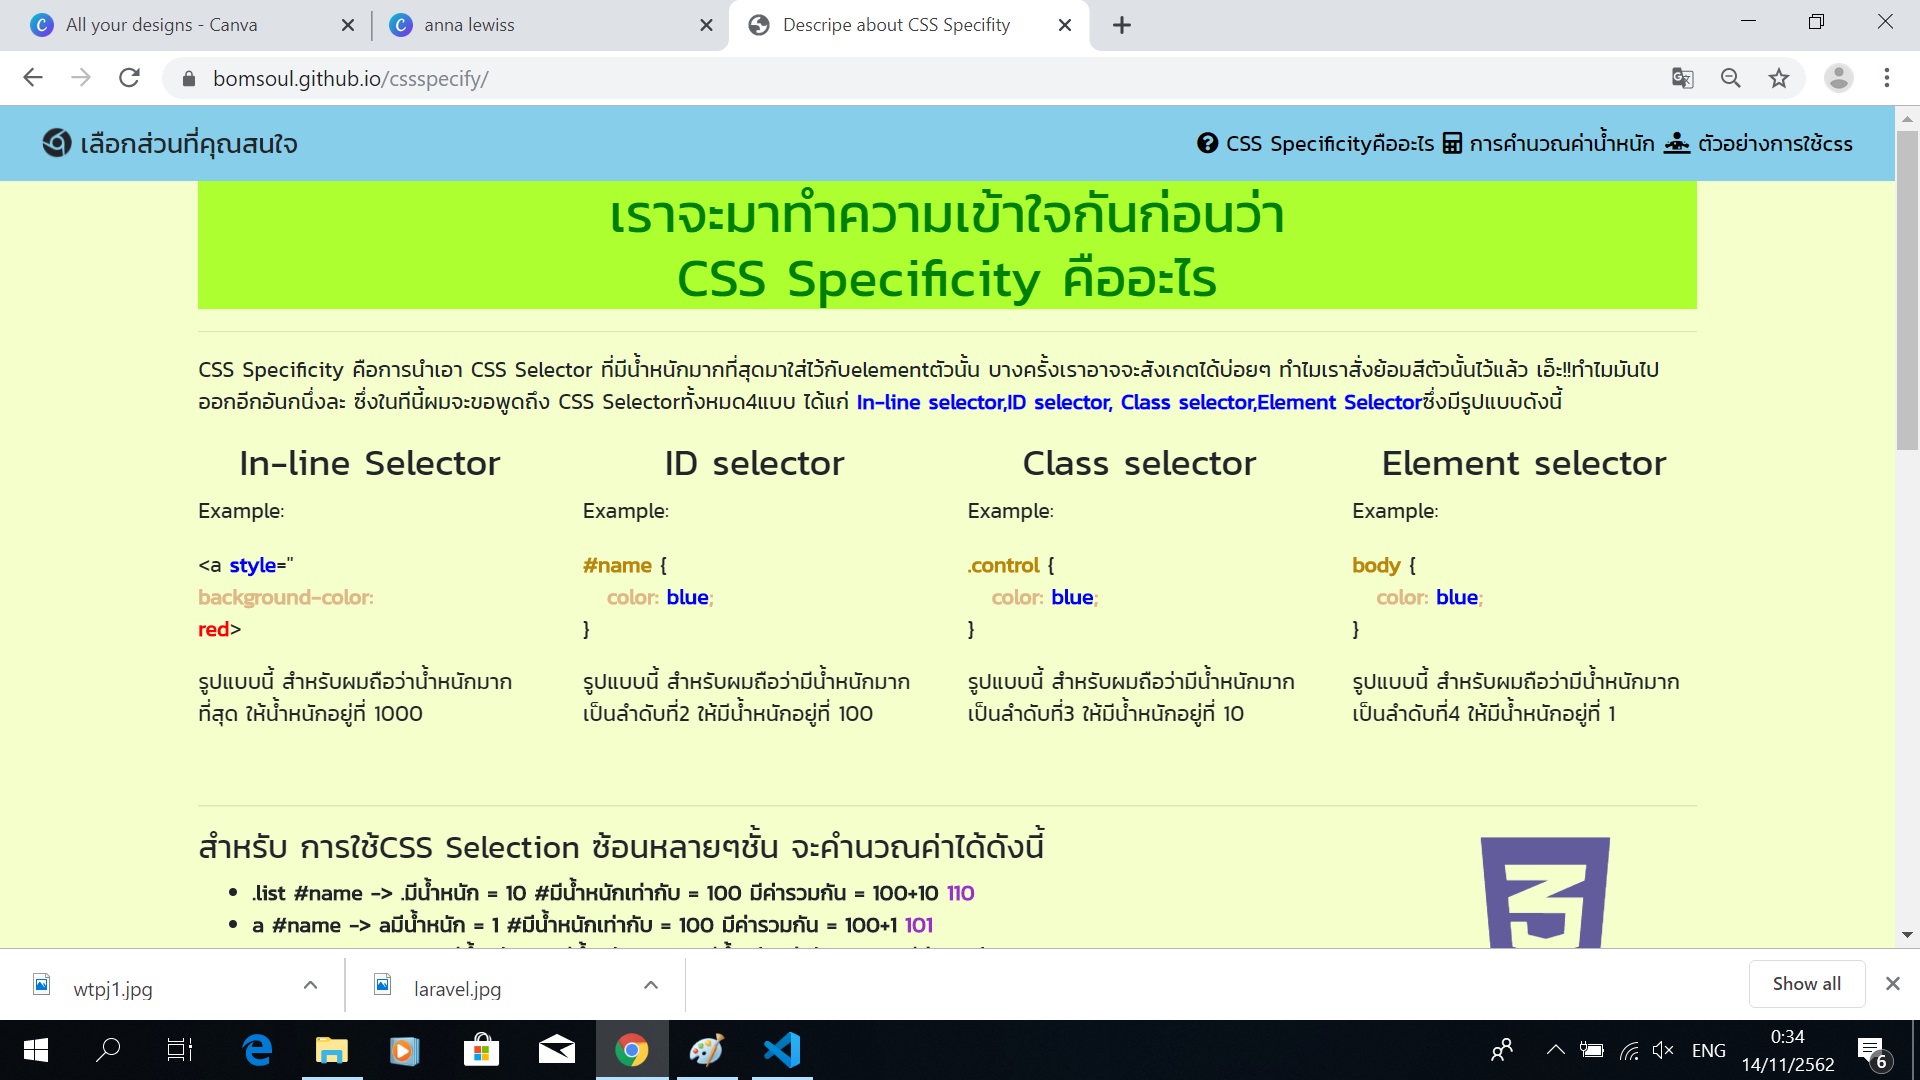 All your designs - Canva
anna lewiss
Descripe about CSS Specifity
bomsoul.github.io/cssspecify/
เลือกส่วนที่คุณสนใจ
CSS Specificityคืออะไร การคำนวณค่าน้ำหนัก ตัวอย่างการใช้css
เราจะมาทำความเข้าใจกันก่อนว่า
CSS Specificity คืออะไร
CSS Specificity คือการนำเอา CSS Selector ที่มีน้ำหนักมากที่สุดมาใส่ไว้กับelementตัวนั้น บางครั้งเราอาจจะสังเกตได้บ่อยๆ ทำไมเราสั่งย้อมสีตัวนั้นไว้แล้ว เอ๊ะ!!ทำไมมันไป
ออกอีกอันกนึ่งละ ซึ่งในทีนี้ผมจะขอพูดถึง CSS Selectorทั้งหมด4แบบ ได้แก่ In-line selector,ID selector, Class selector,Element Selectorซึ่งมีรูปแบบดังนี้
In-line Selector
Example:
<a style="
background-color:
red>
รูปแบบนี้ สำหรับผมถือว่าน้ำหนักมาก
ที่สุด ให้น้ำหนักอยู่ที่ 1000
ID selector
Example:
#name {
color: blue;
}
รูปแบบนี้ สำหรับผมถือว่ามีน้ำหนักมาก
เป็นลำดับที่2 ให้มีน้ำหนักอยู่ที่ 100
Class selector
Example:
.control {
color: blue;
}
รูปแบบนี้ สำหรับผมถือว่ามีน้ำหนักมาก
เป็นลำดับที่3 ให้มีน้ำหนักอยู่ที่ 10
Element selector
Example:
body {
color: blue;
}
รูปแบบนี้ สำหรับผมถือว่ามีน้ำหนักมาก
เป็นลำดับที่4 ให้มีน้ำหนักอยู่ที่ 1
สำหรับ การใช้CSS Selection ซ้อนหลายๆชั้น จะคำนวณค่าได้ดังนี้
.list #name -> .มีน้ำหนัก = 10 #มีน้ำหนักเท่ากับ = 100 มีค่ารวมกัน = 100+10 110
a #name -> aมีน้ำหนัก = 1 #มีน้ำหนักเท่ากับ = 100 มีค่ารวมกัน = 100+1 101
wtpj1.jpg
laravel.jpg
Show all
ENG
0:34
14/11/2562
6